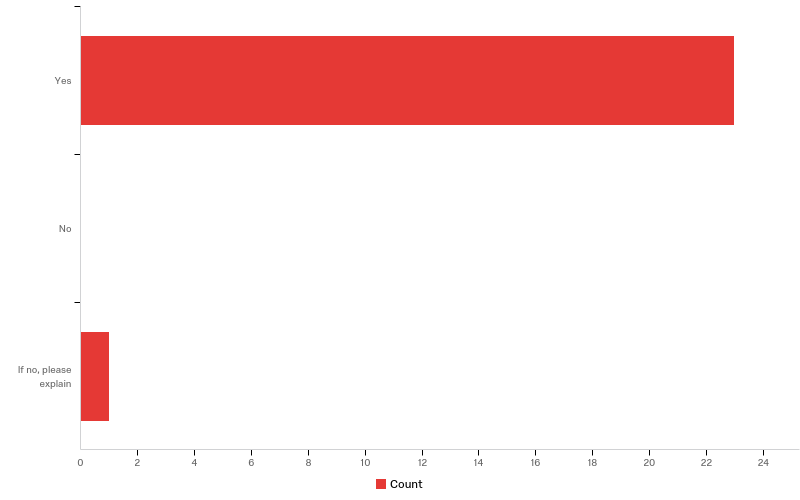 Yes
No
If no, please
explain
0 2 4 6 8 10 12 14 16 18 20 22 24
Count